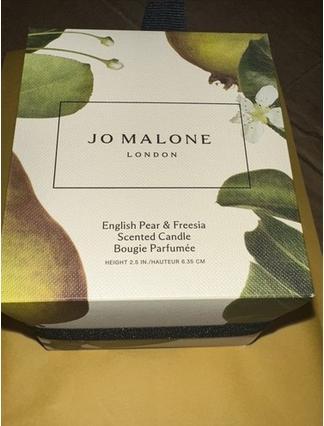 JO MALONE
LONDON
English Pear & Freesia
Scented Candle
Bougie Parfumée
HEIGHT 2.5 IN./HAUTEUR 6.35 CM